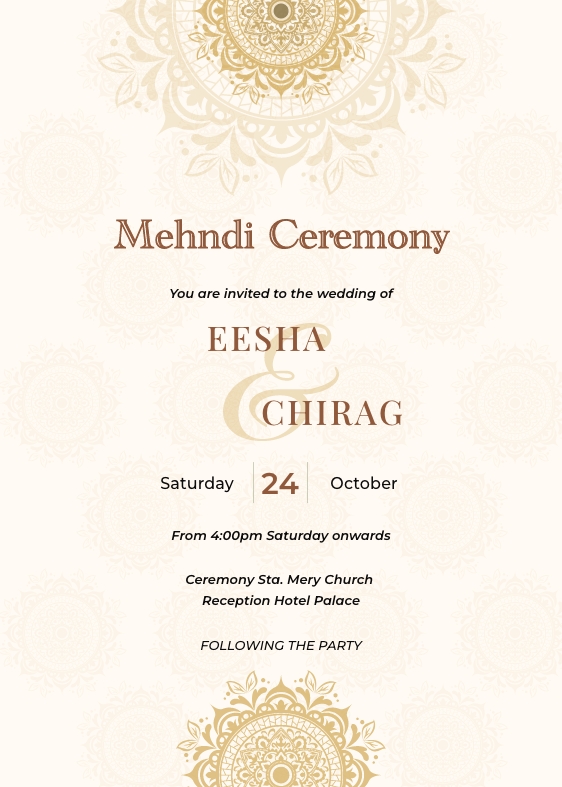 Mehndi Ceremony
You are invited to the wedding of
EESHA
&
CHIRAG
Saturday 24 October
From 4:00pm Saturday onwards
Ceremony Sta. Mery Church
Reception Hotel Palace
FOLLOWING THE PARTY